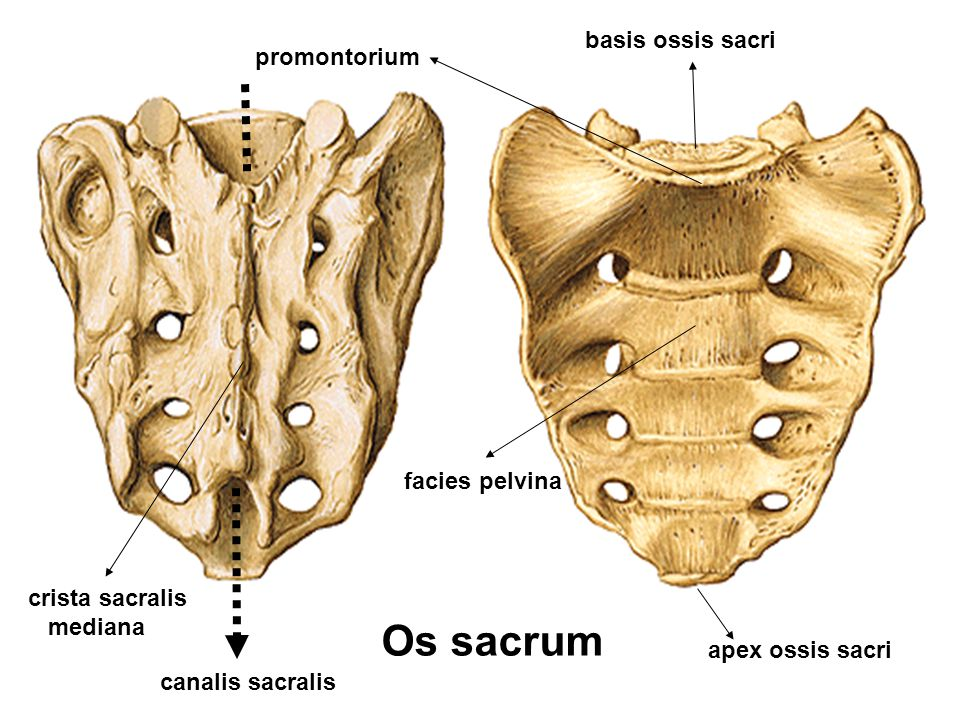 basis ossis sacri
promontorium
facies pelvina
crista sacralis
mediana
Os sacrum
apex ossis sacri
canalis sacralis